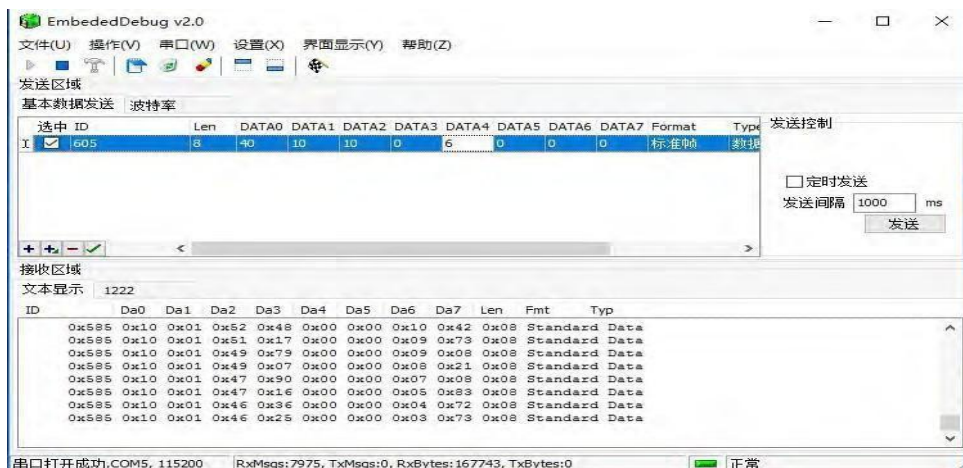 EmbededDebug v2.0
文件(U) 操作(V) 串口(W) 设置(X) 界面显示(Y) 帮助(Z)
发送区域
基本数据发送 波特率
选中 ID Len DATA0 DATA1 DATA2 DATA3 DATA4 DATA5 DATA6 DATA7 Format Type
605 8 40 10 10 0 6 0 0 0 标准帧 数据
发送控制
定时发送
发送间隔 1000 ms
发送
接收区域
文本显示 1222
ID Da0 Da1 Da2 Da3 Da4 Da5 Da6 Da7 Len Fmt Typ
0x585 0x10 0x01 0x52 0x48 0x00 0x00 0x10 0x42 0x08 Standard Data
0x585 0x10 0x01 0x51 0x17 0x00 0x00 0x09 0x73 0x08 Standard Data
0x585 0x10 0x01 0x49 0x79 0x00 0x00 0x09 0x08 0x08 Standard Data
0x585 0x10 0x01 0x49 0x07 0x00 0x00 0x08 0x21 0x08 Standard Data
0x585 0x10 0x01 0x47 0x90 0x00 0x00 0x07 0x08 0x08 Standard Data
0x585 0x10 0x01 0x47 0x16 0x00 0x00 0x05 0x83 0x08 Standard Data
0x585 0x10 0x01 0x46 0x36 0x00 0x00 0x04 0x72 0x08 Standard Data
0x585 0x10 0x01 0x46 0x25 0x00 0x00 0x03 0x73 0x08 Standard Data
串口打开成功,COM5, 115200 RxMsgs:7975, TxMsgs:0, RxBytes:167743, TxBytes:0 正常